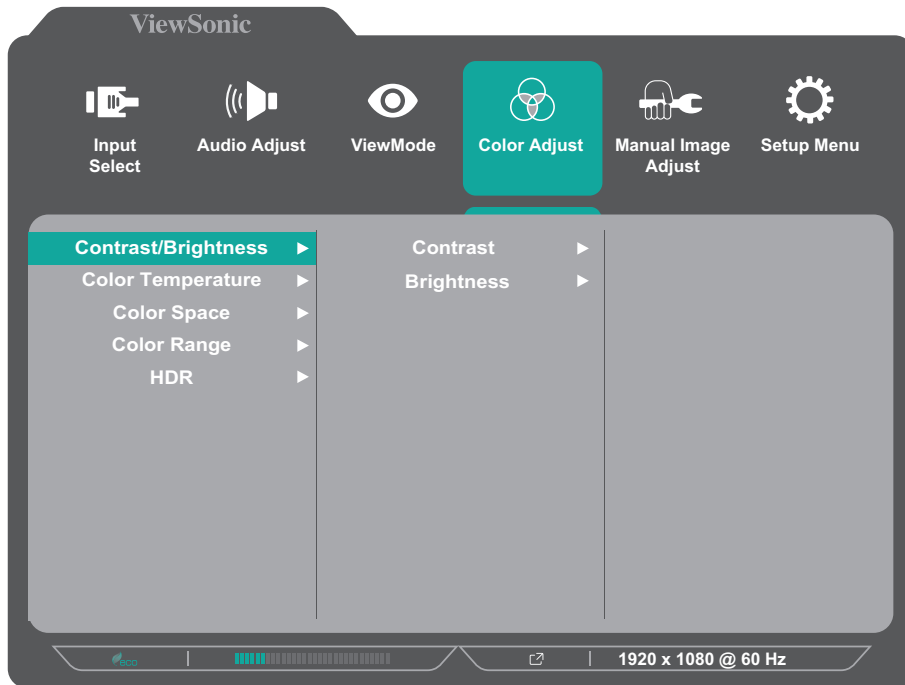 ViewSonic
Input
Select
Audio Adjust
ViewMode
Color Adjust
Manual Image
Adjust
Setup Menu
Contrast/Brightness
Color Temperature
Color Space
Color Range
HDR
Contrast
Brightness
eco
1920 x 1080 @ 60 Hz